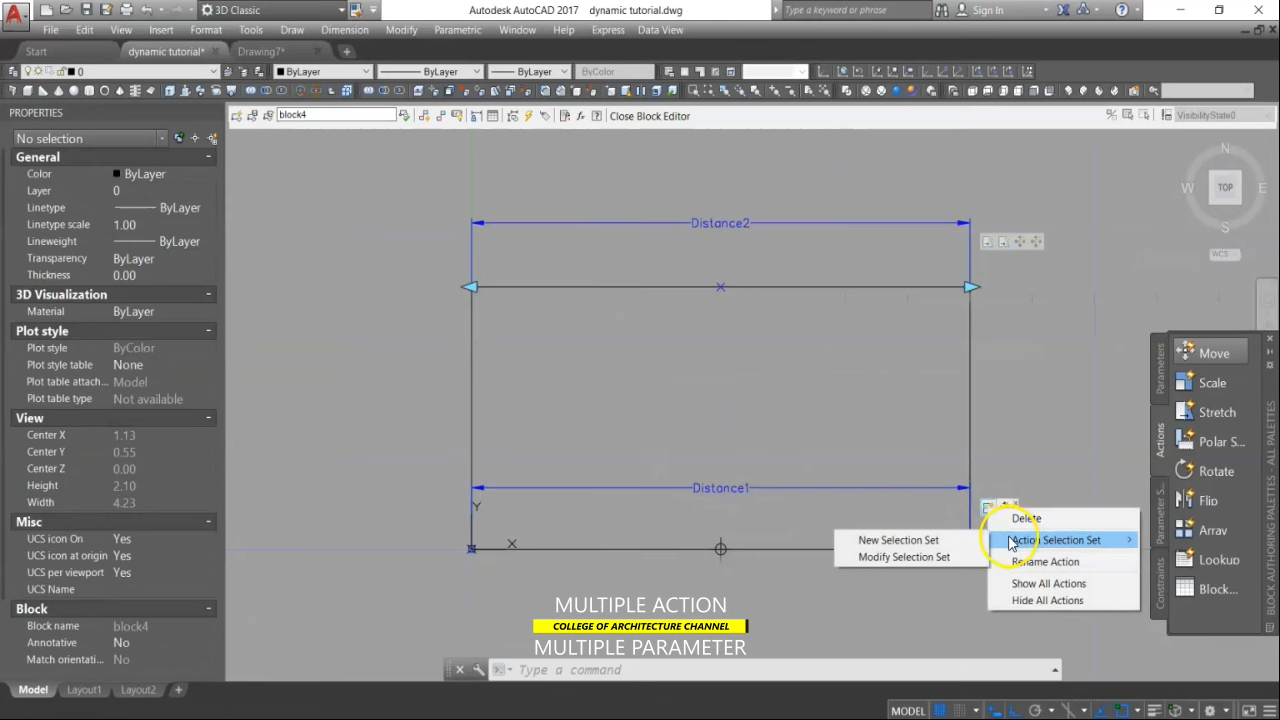 3D Classic
Autodesk AutoCAD 2017 dynamic tutorial.dwg
Type a keyword or phrase
Sign In
File Edit View Insert Format Tools Draw Dimension Modify Parametric Window Help Express Data View
Start dynamic tutorial* Drawing7*
0 ByLayer ByLayer ByLayer ByColor
block4 Close Block Editor VisibilityState0
PROPERTIES
No selection
General
Color ByLayer
Layer 0
Linetype ByLayer
Linetype scale 1.00
Lineweight ByLayer
Transparency ByLayer
Thickness 0.00
3D Visualization
Material ByLayer
Plot style
Plot style ByColor
Plot style table None
Plot table attach... Model
Plot table type Not available
View
Center X 1.13
Center Y 0.55
Center Z 0.00
Height 2.10
Width 4.23
Misc
UCS icon On Yes
UCS icon at origin Yes
UCS per viewport Yes
UCS Name
Block
Block name block4
Annotative No
Match orientati... No
Distance2
Distance1
Y
X
N
W TOP E
S
WCS
Delete
Action Selection Set
Rename Action
Show All Actions
Hide All Actions
New Selection Set
Modify Selection Set
Parameters
Actions
Parameter S...
Constraints
Move
Scale
Stretch
Polar S...
Rotate
Flip
Array
Lookup
Block...
BLOCK AUTHORING PALETTES - ALL PALETTES
MULTIPLE ACTION
COLLEGE OF ARCHITECTURE CHANNEL
MULTIPLE PARAMETER
Type a command
Model Layout1 Layout2
MODEL